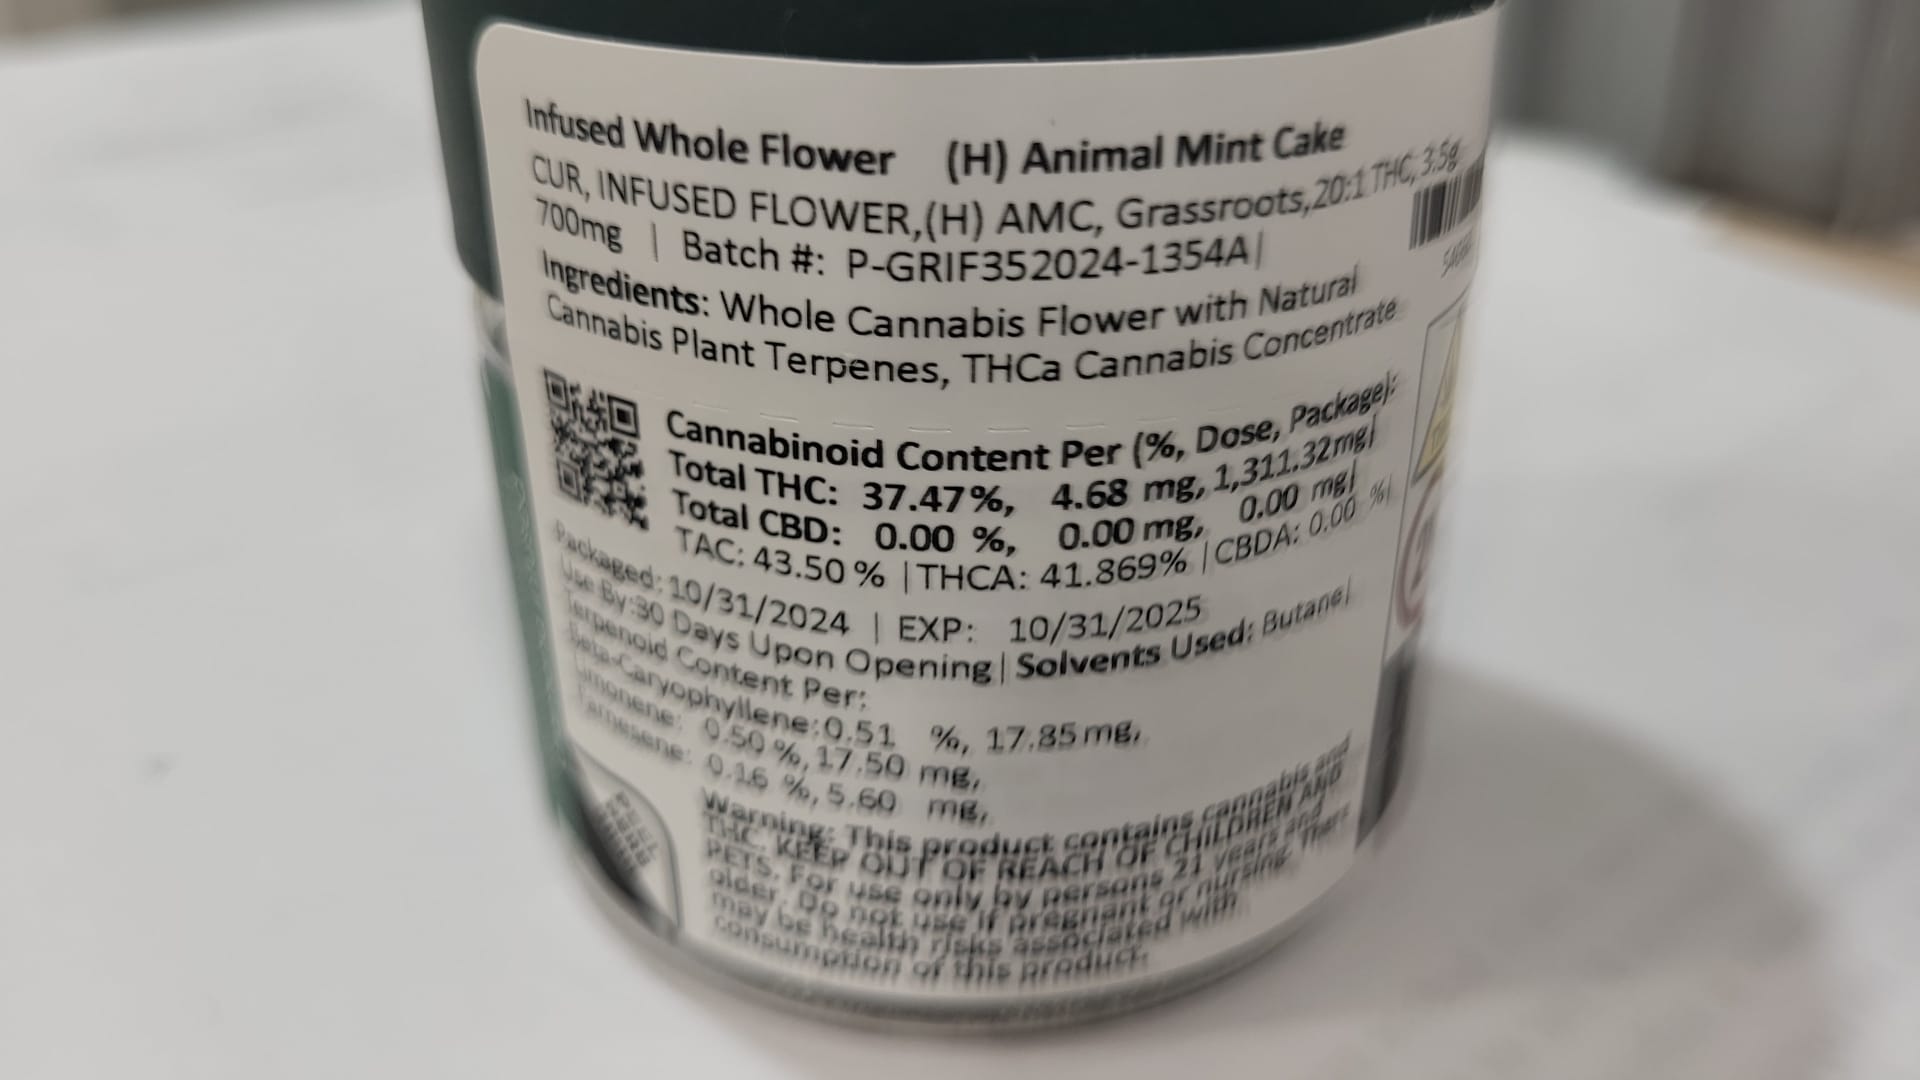 Infused Whole Flower (H) Animal Mint Cake
CUR, INFUSED FLOWER,(H) AMC, Grassroots,20:1 THC, 3.5g
700mg | Batch #: P-GRIF352024-1354A|
Ingredients: Whole Cannabis Flower with Natural
Cannabis Plant Terpenes, THCa Cannabis Concentrate
Cannabinoid Content Per (%, Dose, Package):
Total THC: 37.47%, 4.68 mg, 1,311.32mg|
Total CBD: 0.00 %, 0.00 mg, 0.00 mg|
TAC: 43.50 % |THCA: 41.869% |CBDA: 0.00 %|
Packaged: 10/31/2024 | EXP: 10/31/2025
Use By:30 Days Upon Opening| Solvents Used: Butane|
Terpenoid Content Per:
Beta-Caryophyllene:0.51 %, 17.85 mg,
Limonene: 0.50 %, 17.50 mg,
Farnesene: 0.16 %, 5.60 mg,
Warning: This product contains cannabis and
THC. KEEP OUT OF REACH OF CHILDREN AND
PETS. For use only by persons 21 years and
older. Do not use if pregnant or nursing. There
may be health risks associated with
consumption of this product.